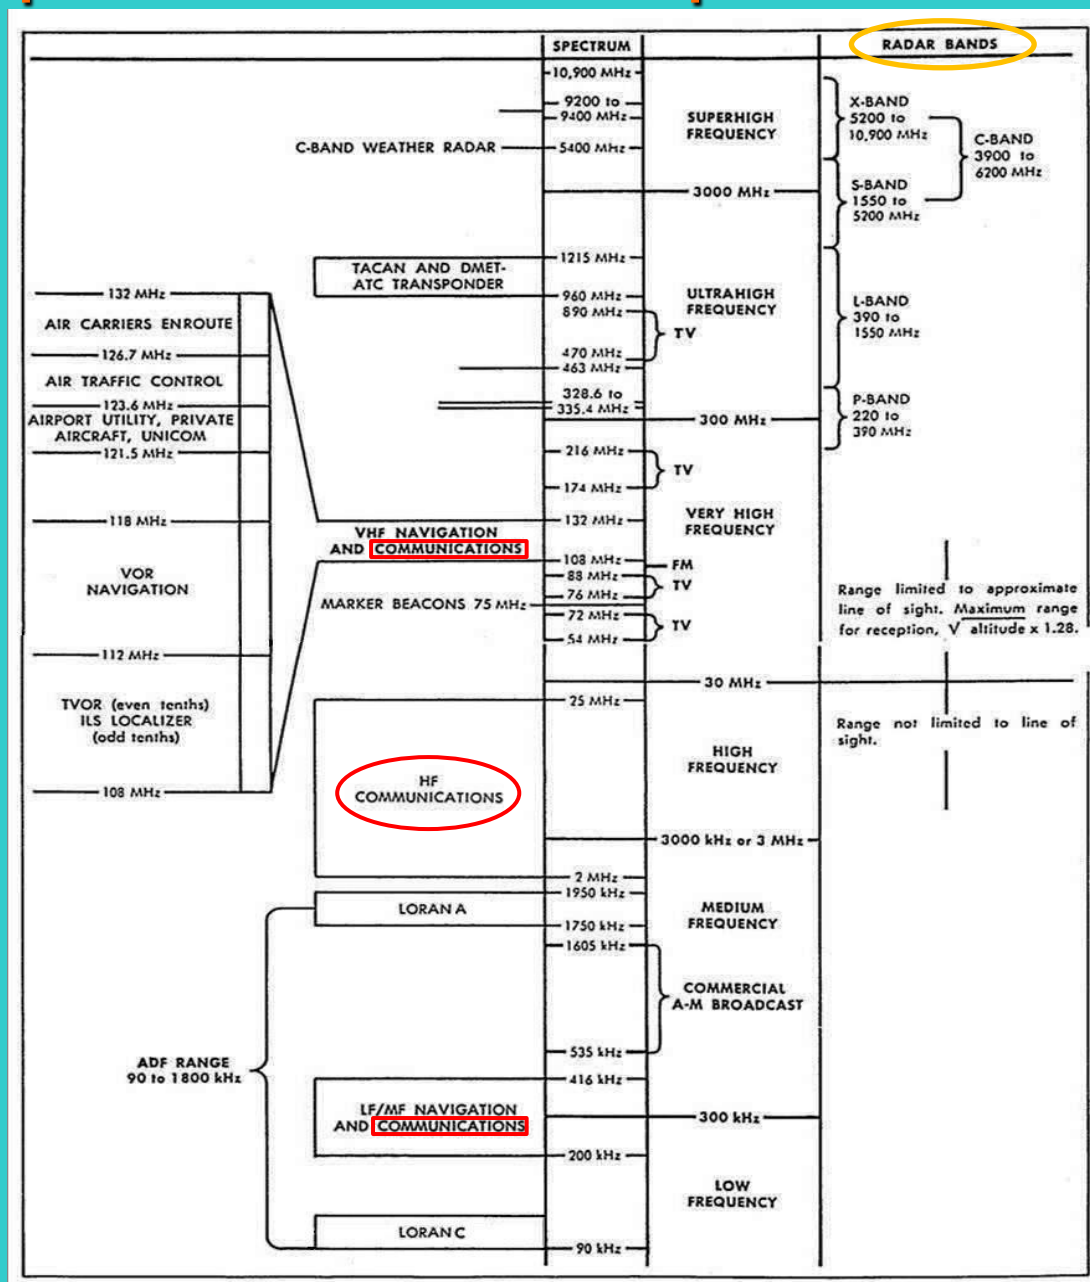 SPECTRUM
RADAR BANDS
10,900 MHz
9200 to
9400 MHz
C-BAND WEATHER RADAR
5400 MHz
SUPERHIGH
FREQUENCY
X-BAND
5200 to
10,900 MHz
C-BAND
3900 to
6200 MHz
S-BAND
1550 to
5200 MHz
3000 MHz
1215 MHz
TACAN AND DMET-
ATC TRANSPONDER
960 MHz
890 MHz
ULTRAHIGH
FREQUENCY
TV
470 MHz
463 MHz
L-BAND
390 to
1550 MHz
328.6 to
335.4 MHz
300 MHz
P-BAND
220 to
390 MHz
132 MHz
AIR CARRIERS ENROUTE
126.7 MHz
AIR TRAFFIC CONTROL
123.6 MHz
AIRPORT UTILITY, PRIVATE
AIRCRAFT, UNICOM
121.5 MHz
118 MHz
VOR
NAVIGATION
112 MHz
TVOR (even tenths)
ILS LOCALIZER
(odd tenths)
108 MHz
216 MHz
TV
174 MHz
132 MHz
VERY HIGH
FREQUENCY
VHF NAVIGATION
AND COMMUNICATIONS
108 MHz
FM
88 MHz
TV
76 MHz
MARKER BEACONS 75 MHz
72 MHz
TV
54 MHz
Range limited to approximate
line of sight. Maximum range
for reception, √altitude x 1.28.
30 MHz
25 MHz
Range not limited to line of
sight.
HIGH
FREQUENCY
HF
COMMUNICATIONS
3000 kHz or 3 MHz
2 MHz
1950 kHz
LORAN A
1750 kHz
MEDIUM
FREQUENCY
1605 kHz
COMMERCIAL
A-M BROADCAST
535 kHz
ADF RANGE
90 to 1800 kHz
416 kHz
LF/MF NAVIGATION
AND COMMUNICATIONS
300 kHz
200 kHz
LOW
FREQUENCY
LORAN C
90 kHz